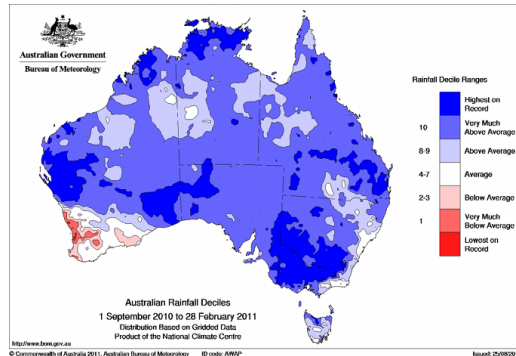 Australian Government
Bureau of Meteorology
Rainfall Decile Ranges
Highest on
Record
10
Very Much
Above Average
8-9
Above Average
4-7
Average
2-3
Below Average
1
Very Much
Below Average
Lowest on
Record
Australian Rainfall Deciles
1 September 2010 to 28 February 2011
Distribution Based on Gridded Data
Product of the National Climate Centre
http://www.bom.gov.au
© Commonwealth of Australia 2011, Australian Bureau of Meteorology
ID code: AWAP
Issued: 25/08/20